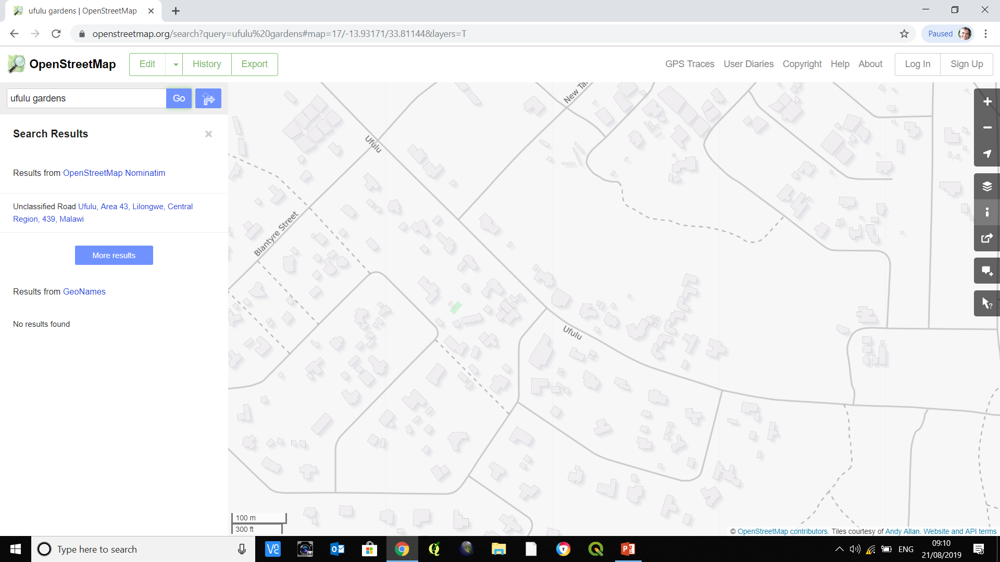 ufulu gardens | OpenStreetMap
openstreetmap.org/search?query=ufulu%20gardens#map=17/-13.93171/33.81144&layers=T
Paused
OpenStreetMap
Edit
History
Export
GPS Traces
User Diaries
Copyright
Help
About
Log In
Sign Up
ufulu gardens
Go
Search Results
Results from OpenStreetMap Nominatim
Unclassified Road Ufulu, Area 43, Lilongwe, Central
Region, 439, Malawi
More results
Results from GeoNames
No results found
New Ta
Ufulu
Blantyre Street
Ufulu
100 m
300 ft
© OpenStreetMap contributors. Tiles courtesy of Andy Allan. Website and API terms
Type here to search
64
ENG
09:10
21/08/2019